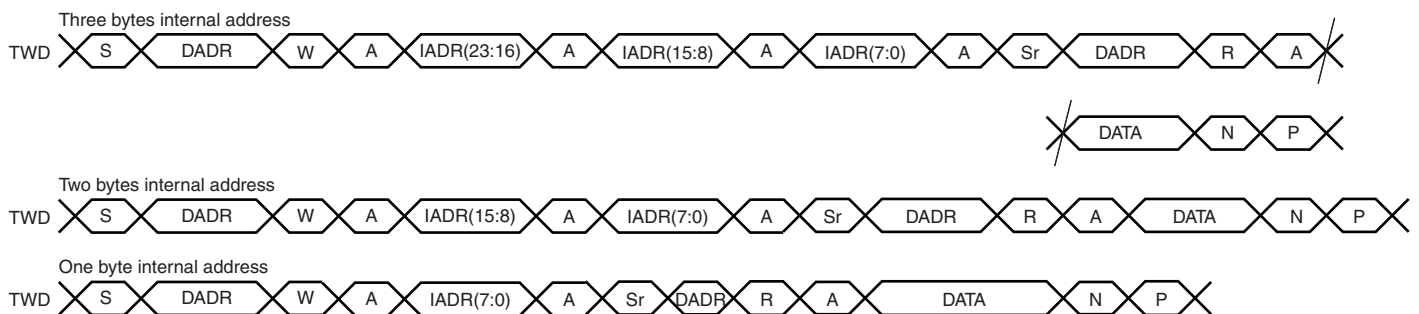 Three bytes internal address
TWD S DADR W A IADR(23:16) A IADR(15:8) A IADR(7:0) A Sr DADR R A
DATA N P
Two bytes internal address
TWD S DADR W A IADR(15:8) A IADR(7:0) A Sr DADR R A DATA N P
One byte internal address
TWD S DADR W A IADR(7:0) A Sr DADR R A DATA N P